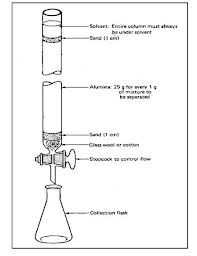 Solvent: Entire column must always
be under solvent
Sand (1 cm)
Alumina: 25 g for every 1 g
of mixture to
be separated
Sand (1 cm)
Glass wool or cotton
Stopcock to control flow
Collection flask